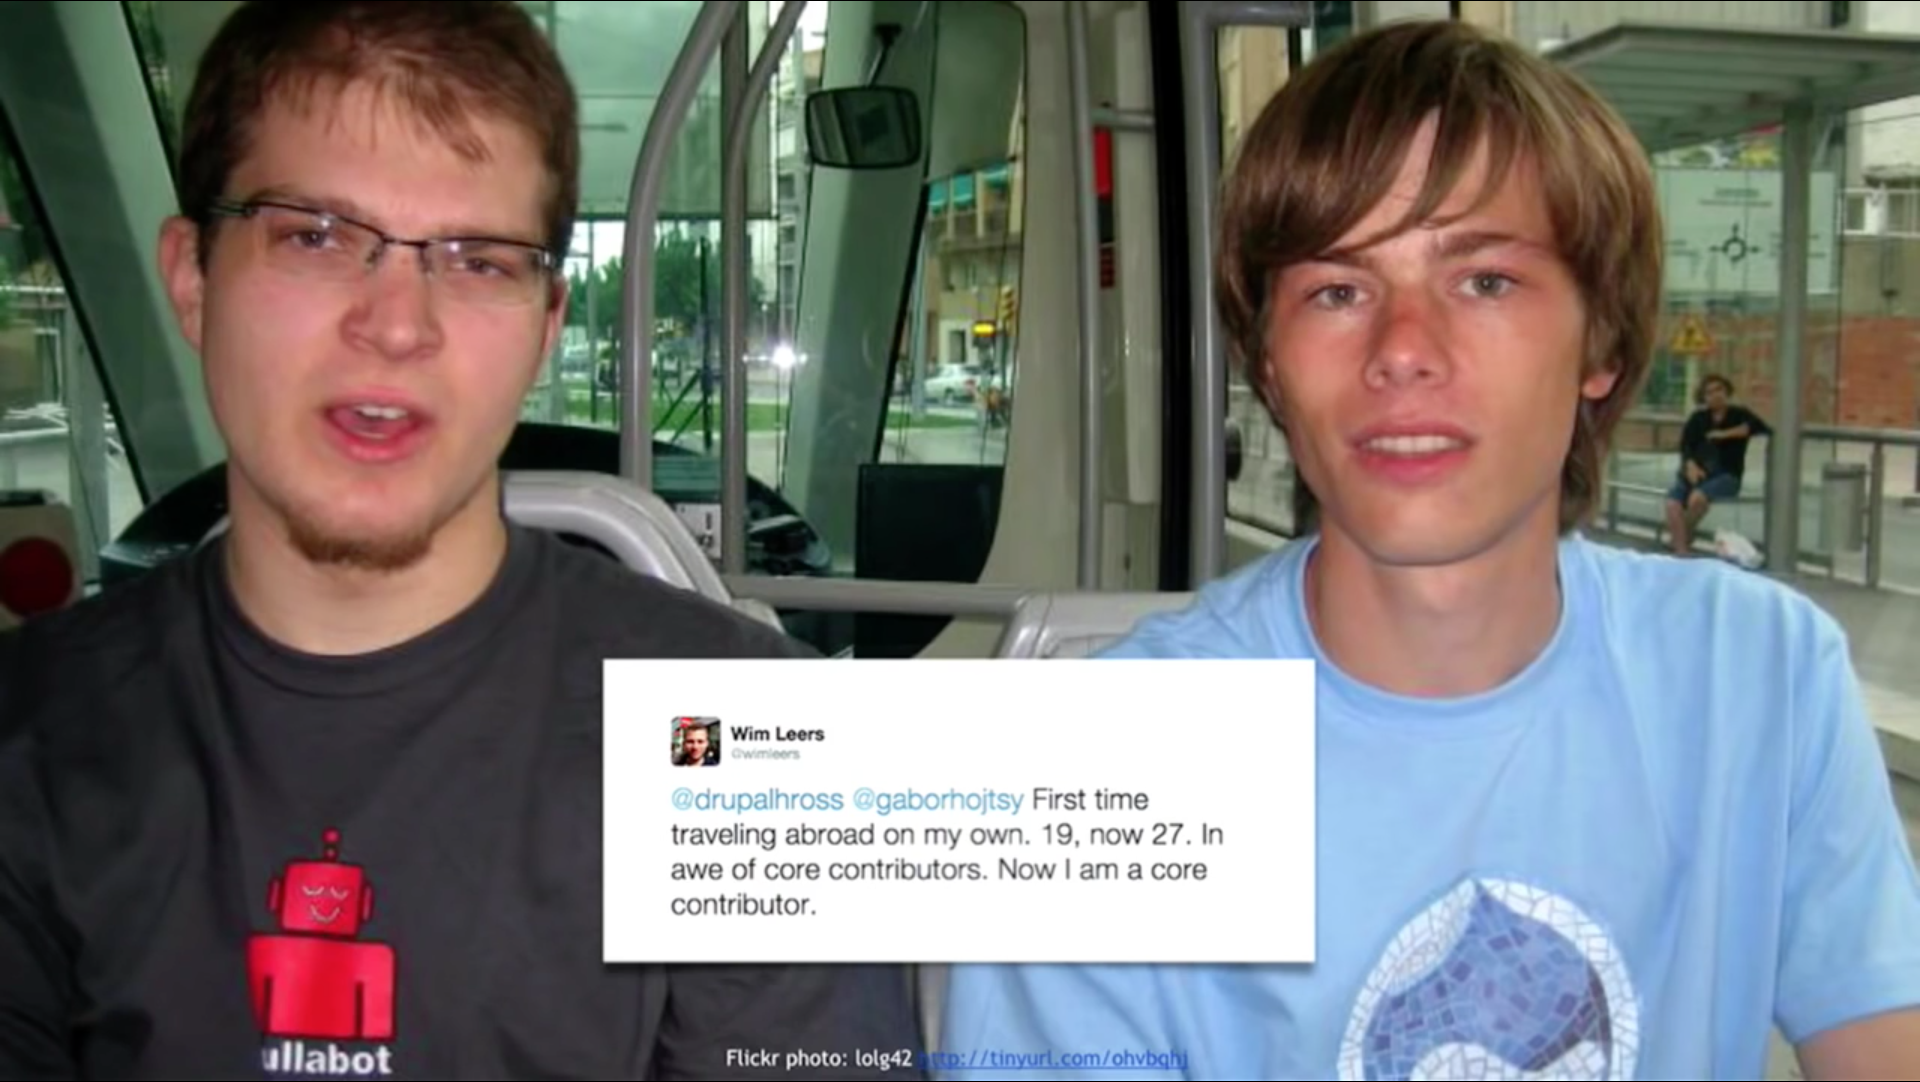 Wim Leers
@wimleers
@drupalhross @gaborhojtsy First time
traveling abroad on my own. 19, now 27. In
awe of core contributors. Now I am a core
contributor.
ullabot
Flickr photo: lolg42 http://tinyurl.com/ohvbqhj